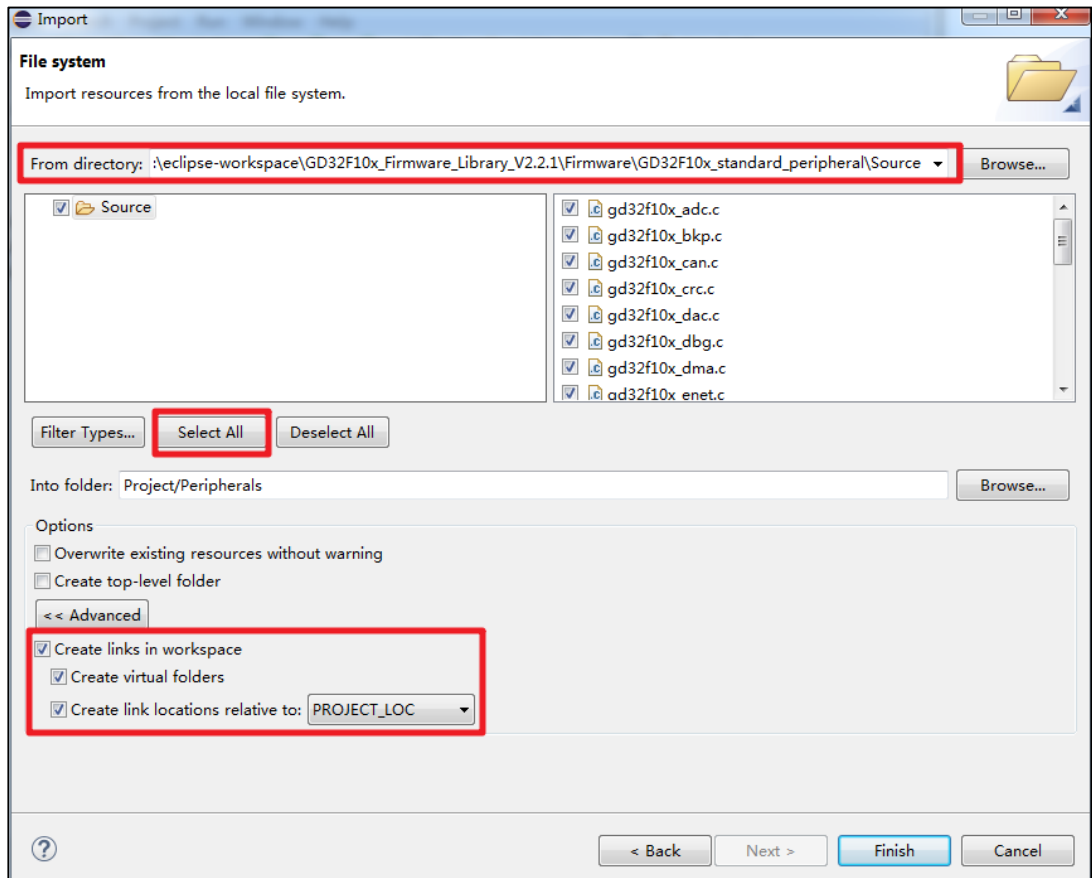 Import
File system
Import resources from the local file system.
From directory: :\eclipse-workspace\GD32F10x_Firmware_Library_V2.2.1\Firmware\GD32F10x_standard_peripheral\Source
Browse...
Source
gd32f10x_adc.c
gd32f10x_bkp.c
gd32f10x_can.c
gd32f10x_crc.c
gd32f10x_dac.c
gd32f10x_dbg.c
gd32f10x_dma.c
gd32f10x_enet.c
Filter Types... Select All Deselect All
Into folder: Project/Peripherals Browse...
Options
Overwrite existing resources without warning
Create top-level folder
<< Advanced
Create links in workspace
Create virtual folders
Create link locations relative to: PROJECT_LOC
? < Back Next > Finish Cancel